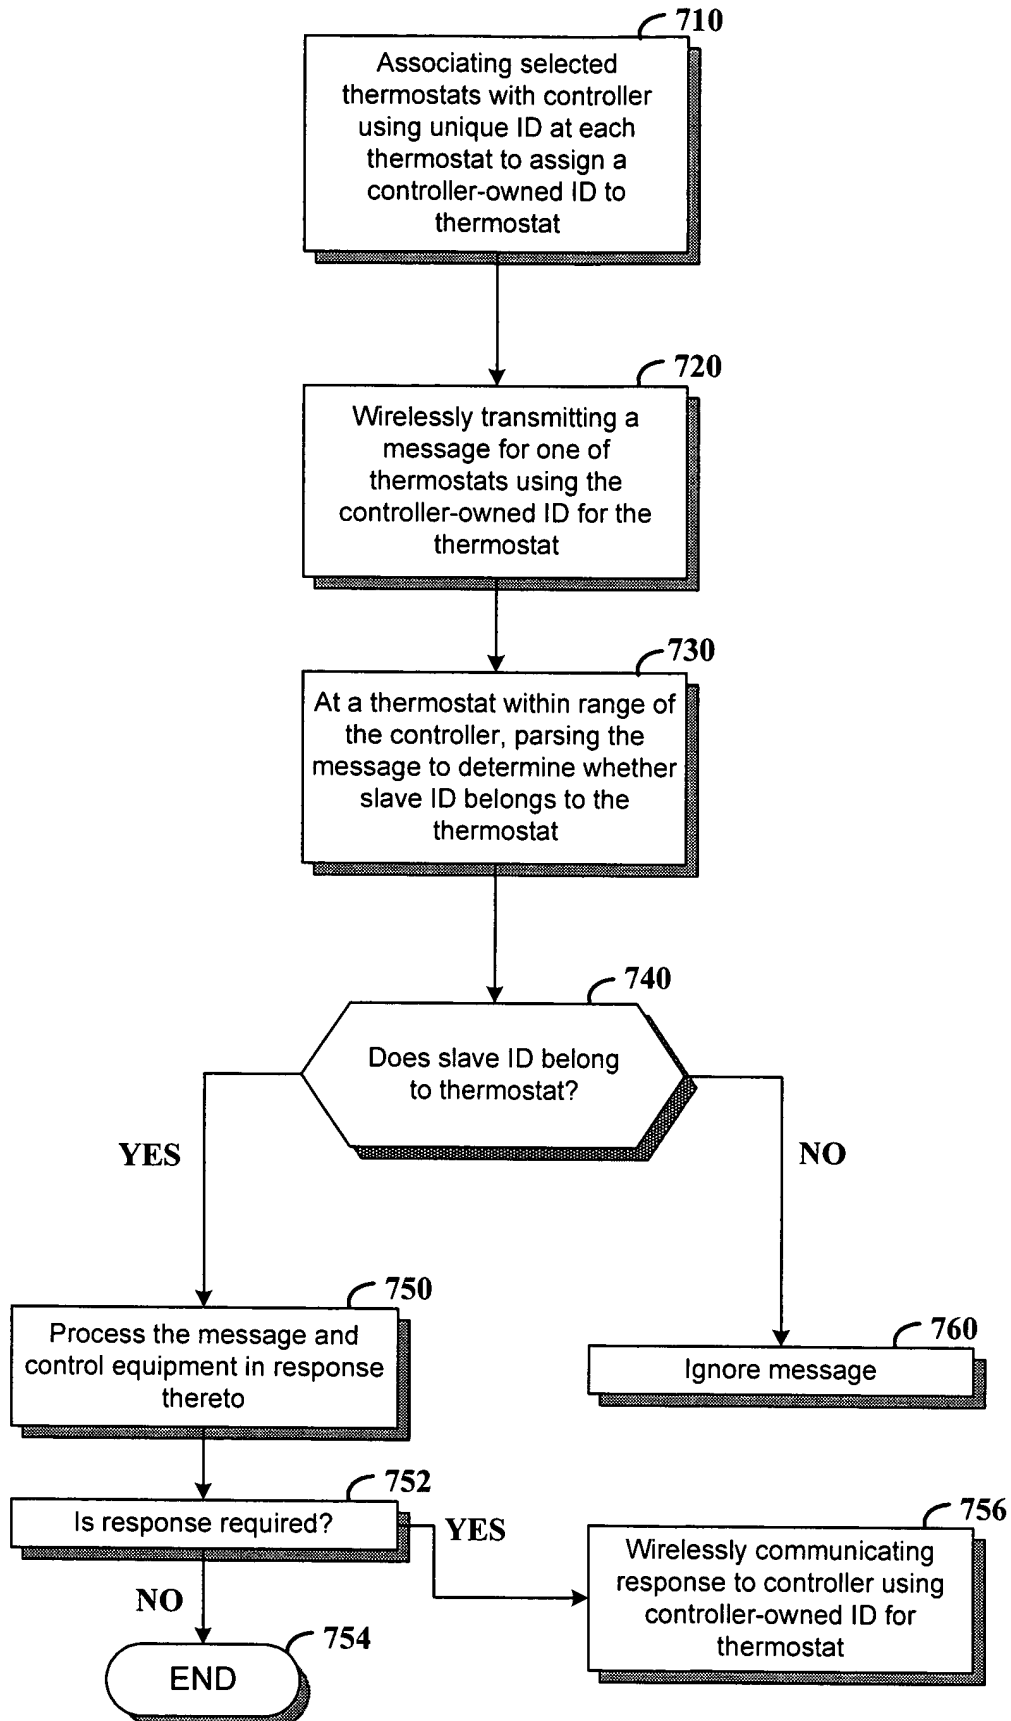 710
Associating selected
thermostats with controller
using unique ID at each
thermostat to assign a
controller-owned ID to
thermostat
720
Wirelessly transmitting a
message for one of
thermostats using the
controller-owned ID for the
thermostat
730
At a thermostat within range of
the controller, parsing the
message to determine whether
slave ID belongs to the
thermostat
740
Does slave ID belong
to thermostat?
YES
NO
750
Process the message and
control equipment in response
thereto
760
Ignore message
752
Is response required?
YES
756
Wirelessly communicating
response to controller using
controller-owned ID for
thermostat
NO
754
END